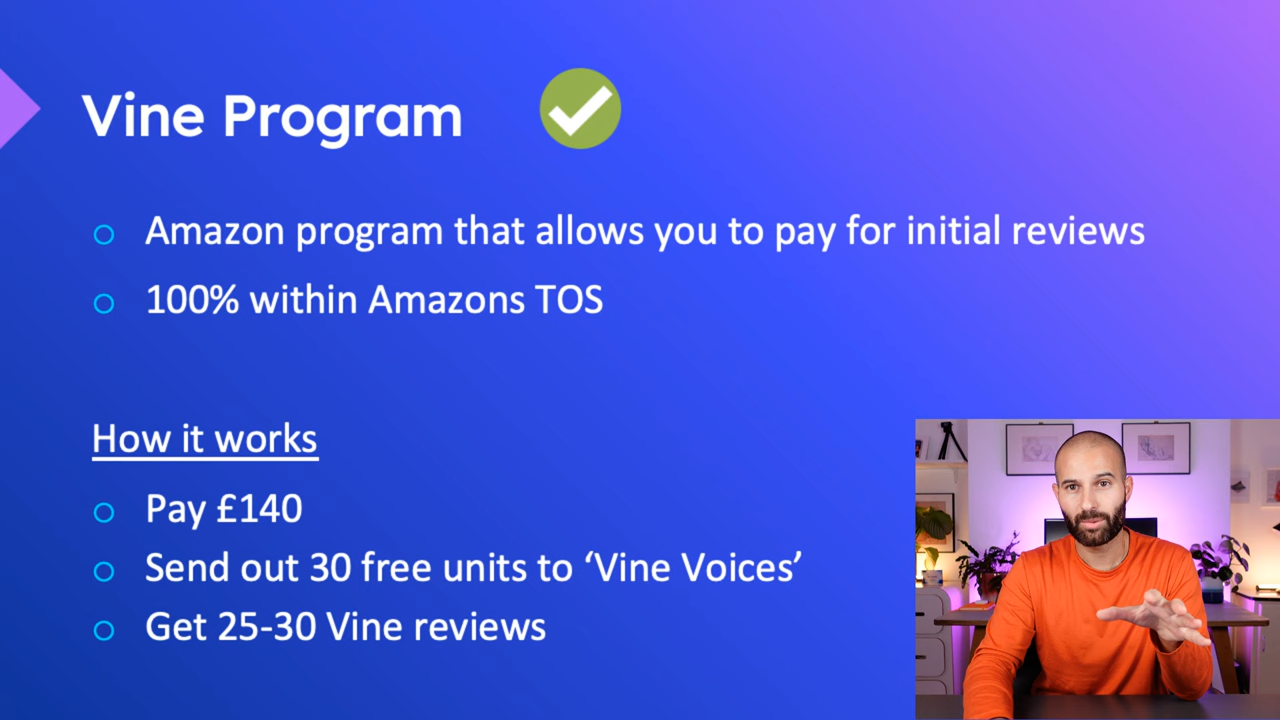 Vine Program
Amazon program that allows you to pay for initial reviews
100% within Amazons TOS
How it works
Pay £140
Send out 30 free units to ‘Vine Voices’
Get 25-30 Vine reviews